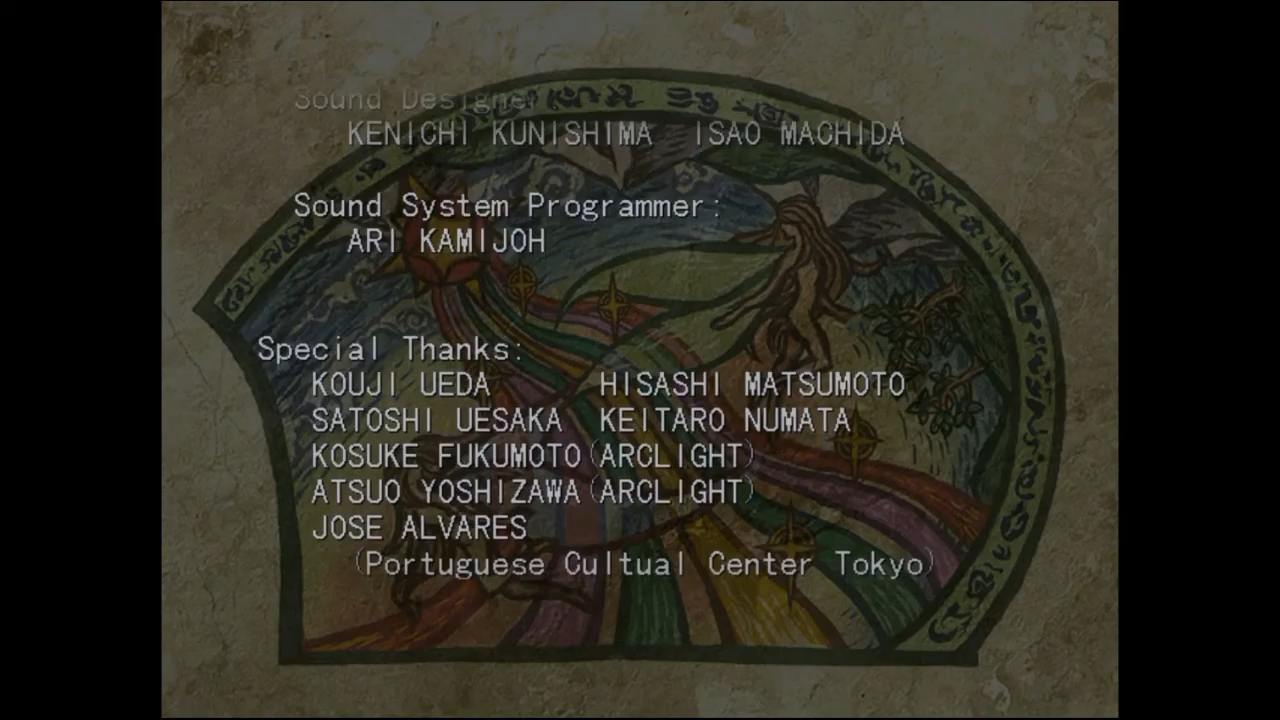 Sound Designer
KENICHI KUNISHIMA ISAO MACHIDA
Sound System Programmer:
ARI KAMIJOH
Special Thanks:
KOUJI UEDA HISASHI MATSUMOTO
SATOSHI UESAKA KEITARO NUMATA
KOSUKE FUKUMOTO(ARCLIGHT)
ATSUO YOSHIZAWA(ARCLIGHT)
JOSE ALVARES
(Portuguese Cultual Center Tokyo)